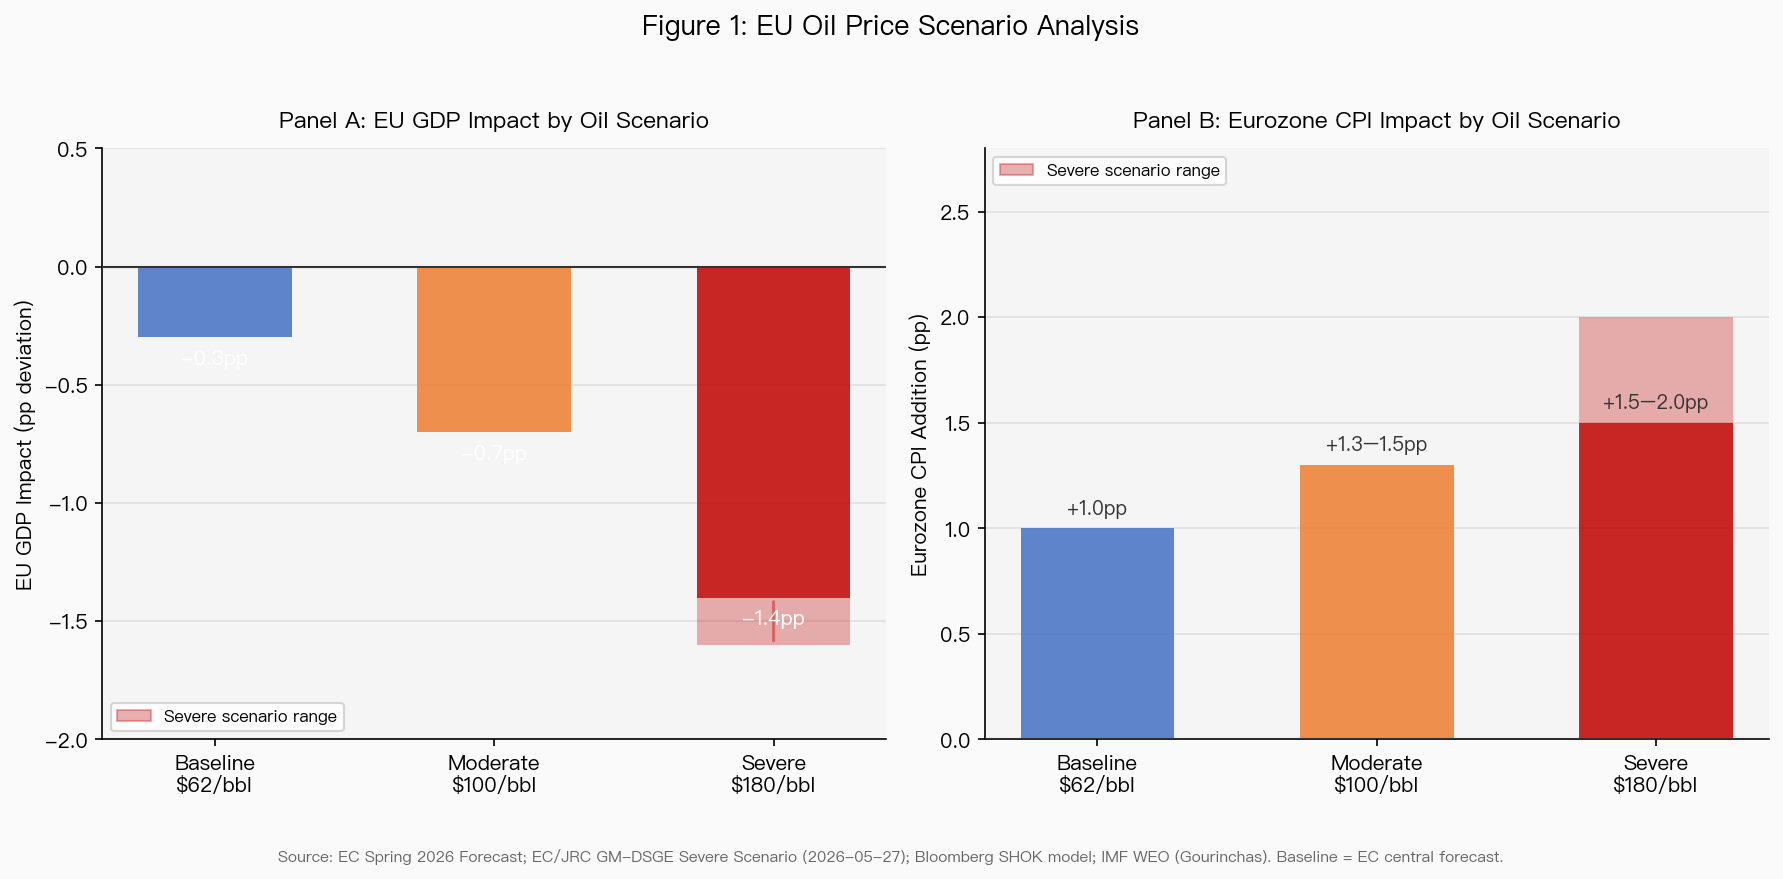 Figure 1: EU Oil Price Scenario Analysis
Panel A: EU GDP Impact by Oil Scenario
EU GDP Impact (pp deviation)
0.5
0.0
−0.5
−1.0
−1.5
−2.0
−0.3pp
−0.7pp
−1.4pp
Severe scenario range
Baseline
$62/bbl
Moderate
$100/bbl
Severe
$180/bbl
Panel B: Eurozone CPI Impact by Oil Scenario
Severe scenario range
Eurozone CPI Addition (pp)
2.5
2.0
1.5
1.0
0.5
0.0
+1.0pp
+1.3–1.5pp
+1.5–2.0pp
Baseline
$62/bbl
Moderate
$100/bbl
Severe
$180/bbl
Source: EC Spring 2026 Forecast; EC/JRC GM-DSGE Severe Scenario (2026-05-27); Bloomberg SHOK model; IMF WEO (Gourinchas). Baseline = EC central forecast.